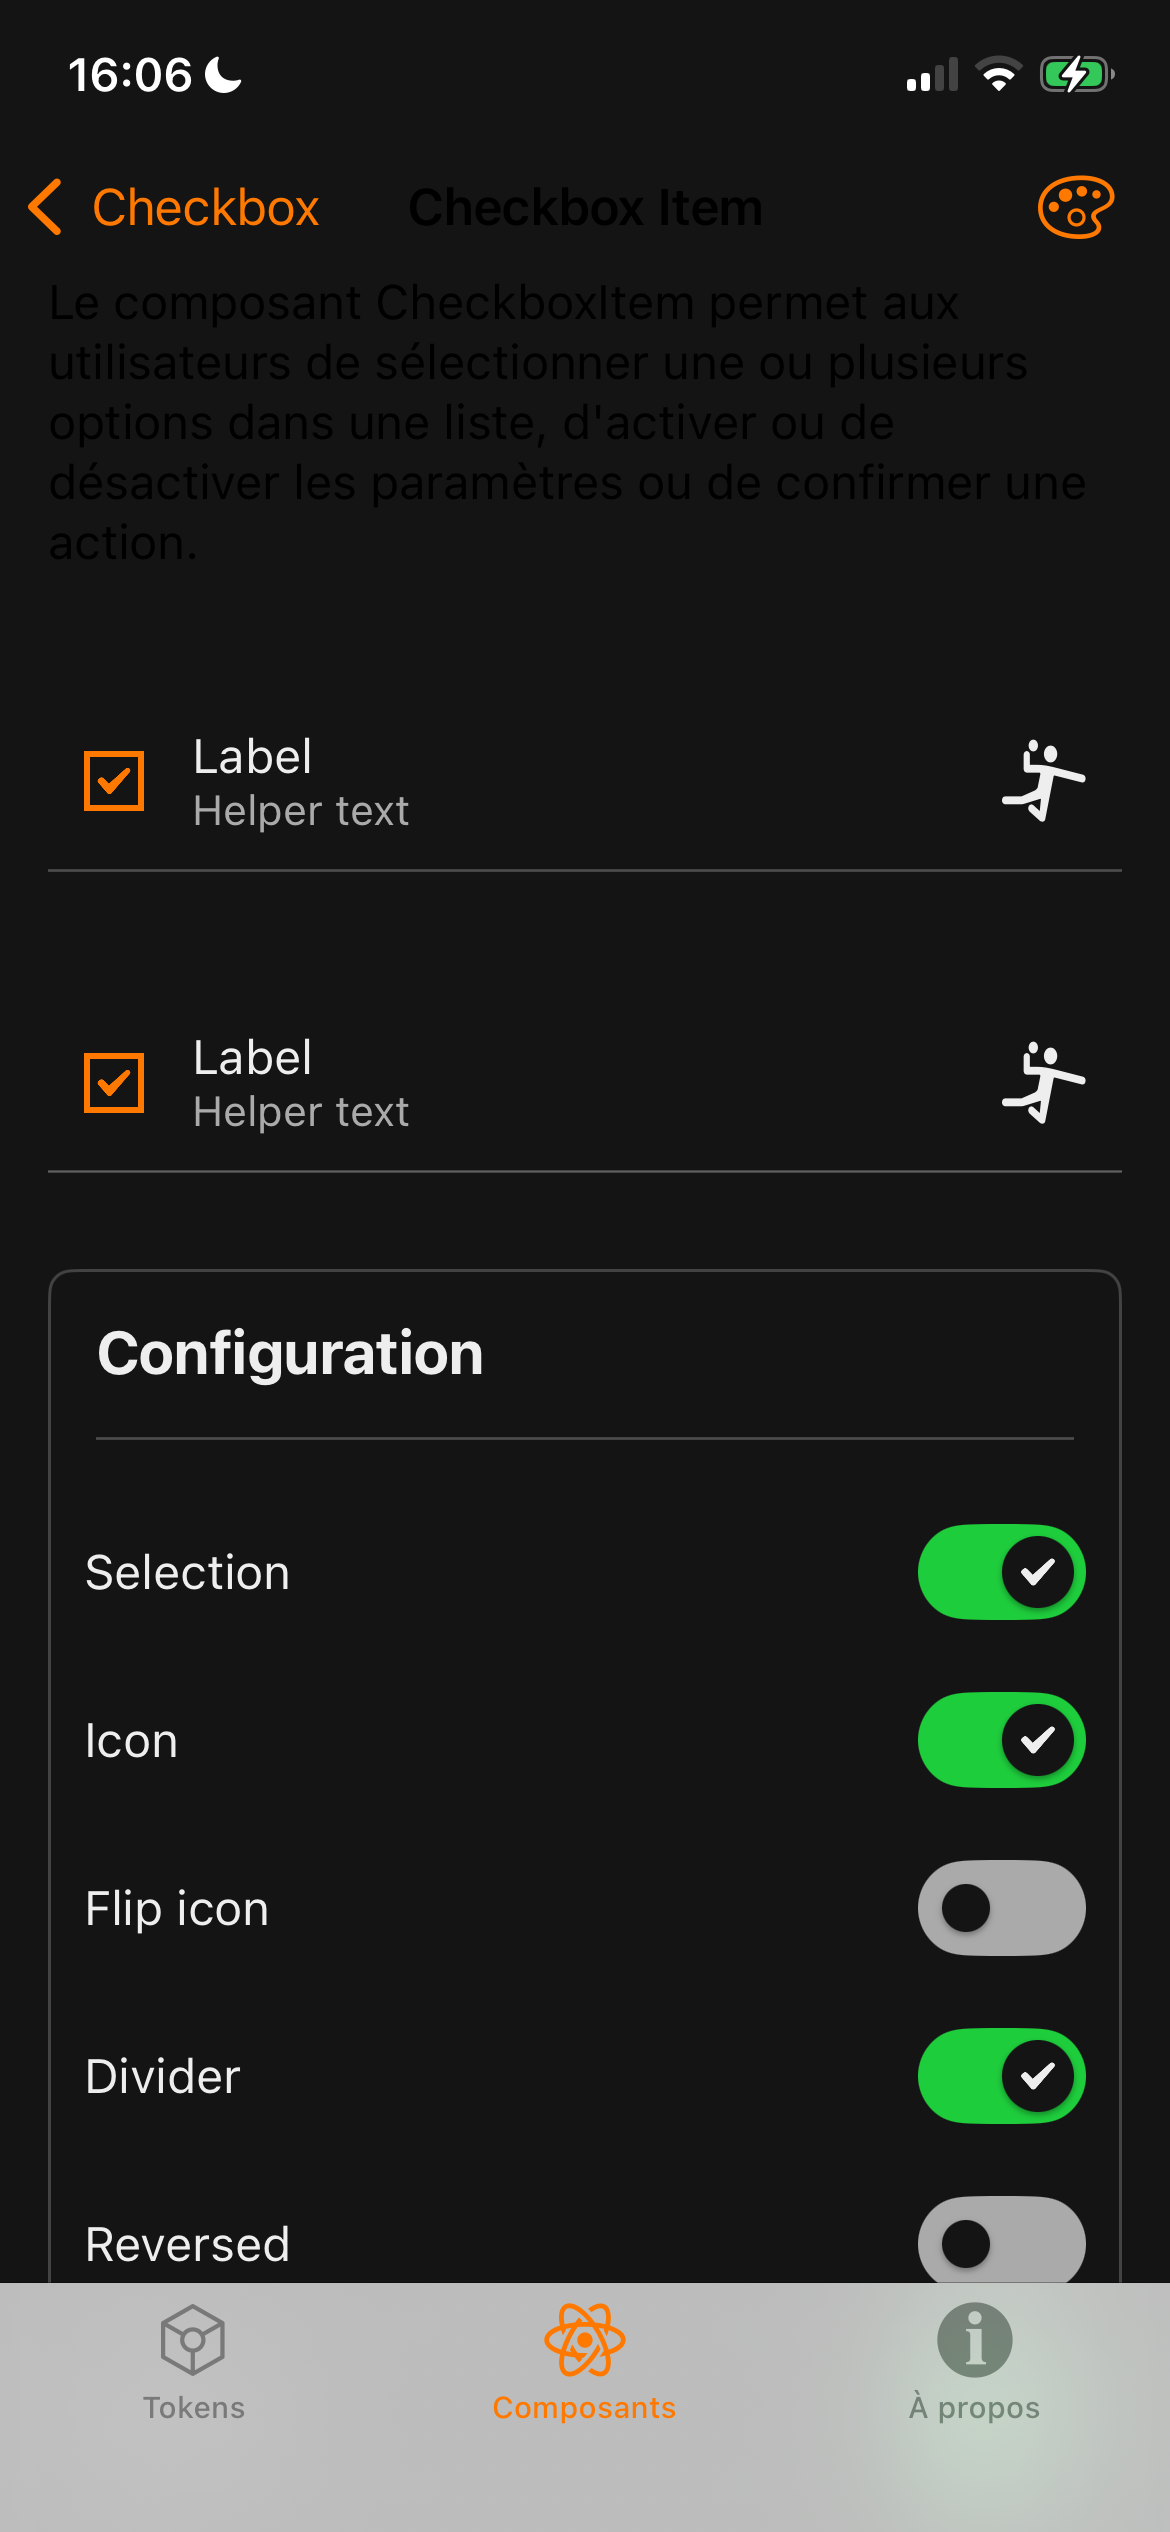 16:06
Checkbox
Checkbox Item
Le composant CheckboxItem permet aux
utilisateurs de sélectionner une ou plusieurs
options dans une liste, d'activer ou de
désactiver les paramètres ou de confirmer une
action.
Label
Helper text
Label
Helper text
Configuration
Selection
Icon
Flip icon
Divider
Reversed
Tokens
Composants
À propos